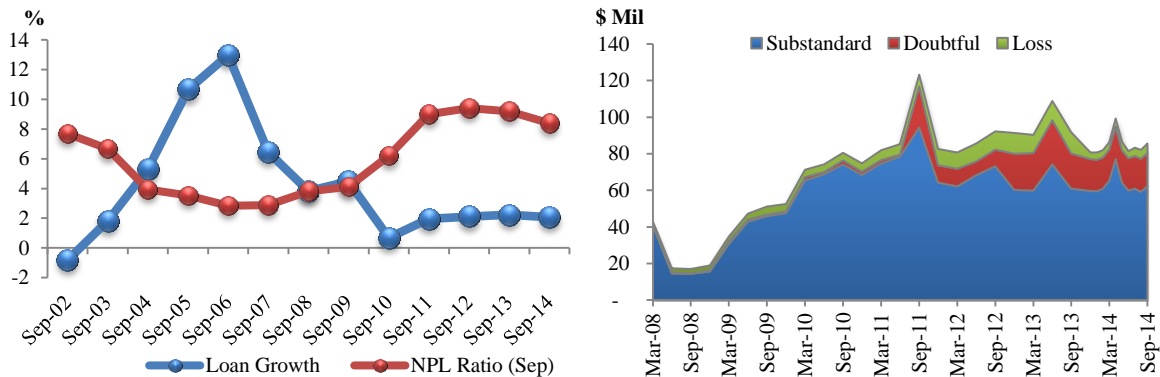 %
14
12
10
8
6
4
2
0
-2
Sep-02
Sep-03
Sep-04
Sep-05
Sep-06
Sep-07
Sep-08
Sep-09
Sep-10
Sep-11
Sep-12
Sep-13
Sep-14
Loan Growth
NPL Ratio (Sep)
$ Mil
140
120
100
80
60
40
20
-
Substandard
Doubtful
Loss
Mar-08
Sep-08
Mar-09
Sep-09
Mar-10
Sep-10
Mar-11
Sep-11
Mar-12
Sep-12
Mar-13
Sep-13
Mar-14
Sep-14